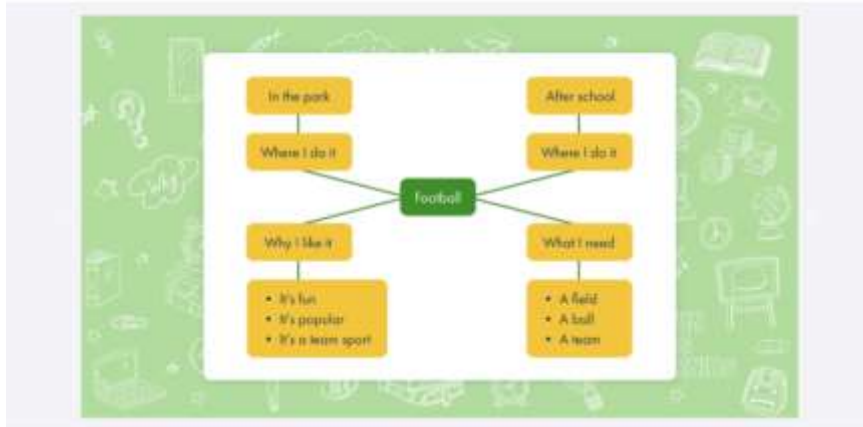 In the park
After school
Where I do it
Where I do it
Football
Why I like it
What I need
• It's fun
• It's popular
• It's a team sport
• A field
• A ball
• A team
Why?